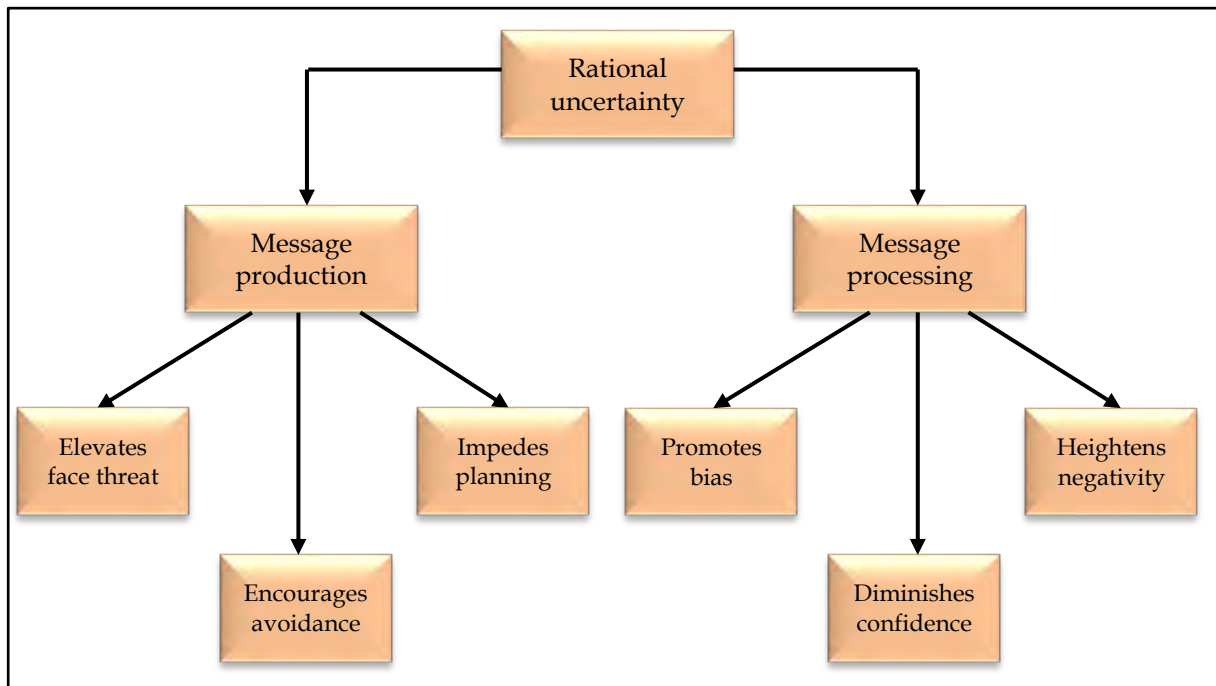 Rational
uncertainty
Message
production
Message
processing
Elevates
face threat
Impedes
planning
Promotes
bias
Heightens
negativity
Encourages
avoidance
Diminishes
confidence